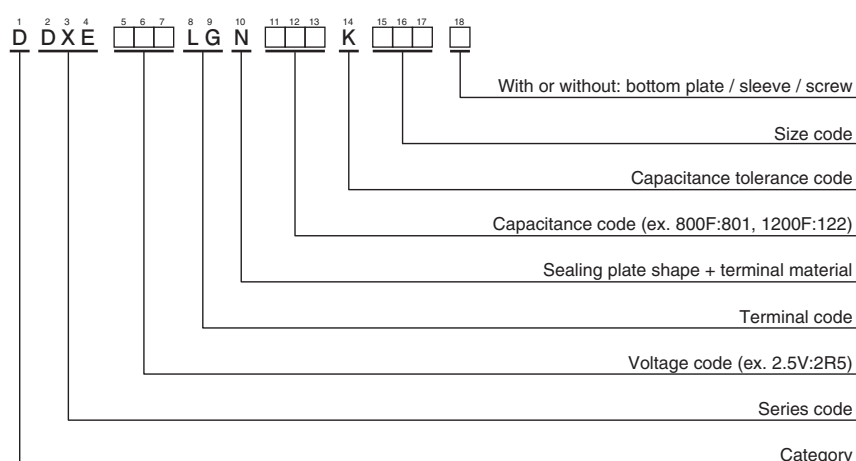 1 2 3 4 5 6 7 8 9 10 11 12 13 14 15 16 17 18
D DXE □□□ LG N □□□ K □□□ □
With or without: bottom plate / sleeve / screw
Size code
Capacitance tolerance code
Capacitance code (ex. 800F:801, 1200F:122)
Sealing plate shape + terminal material
Terminal code
Voltage code (ex. 2.5V:2R5)
Series code
Category